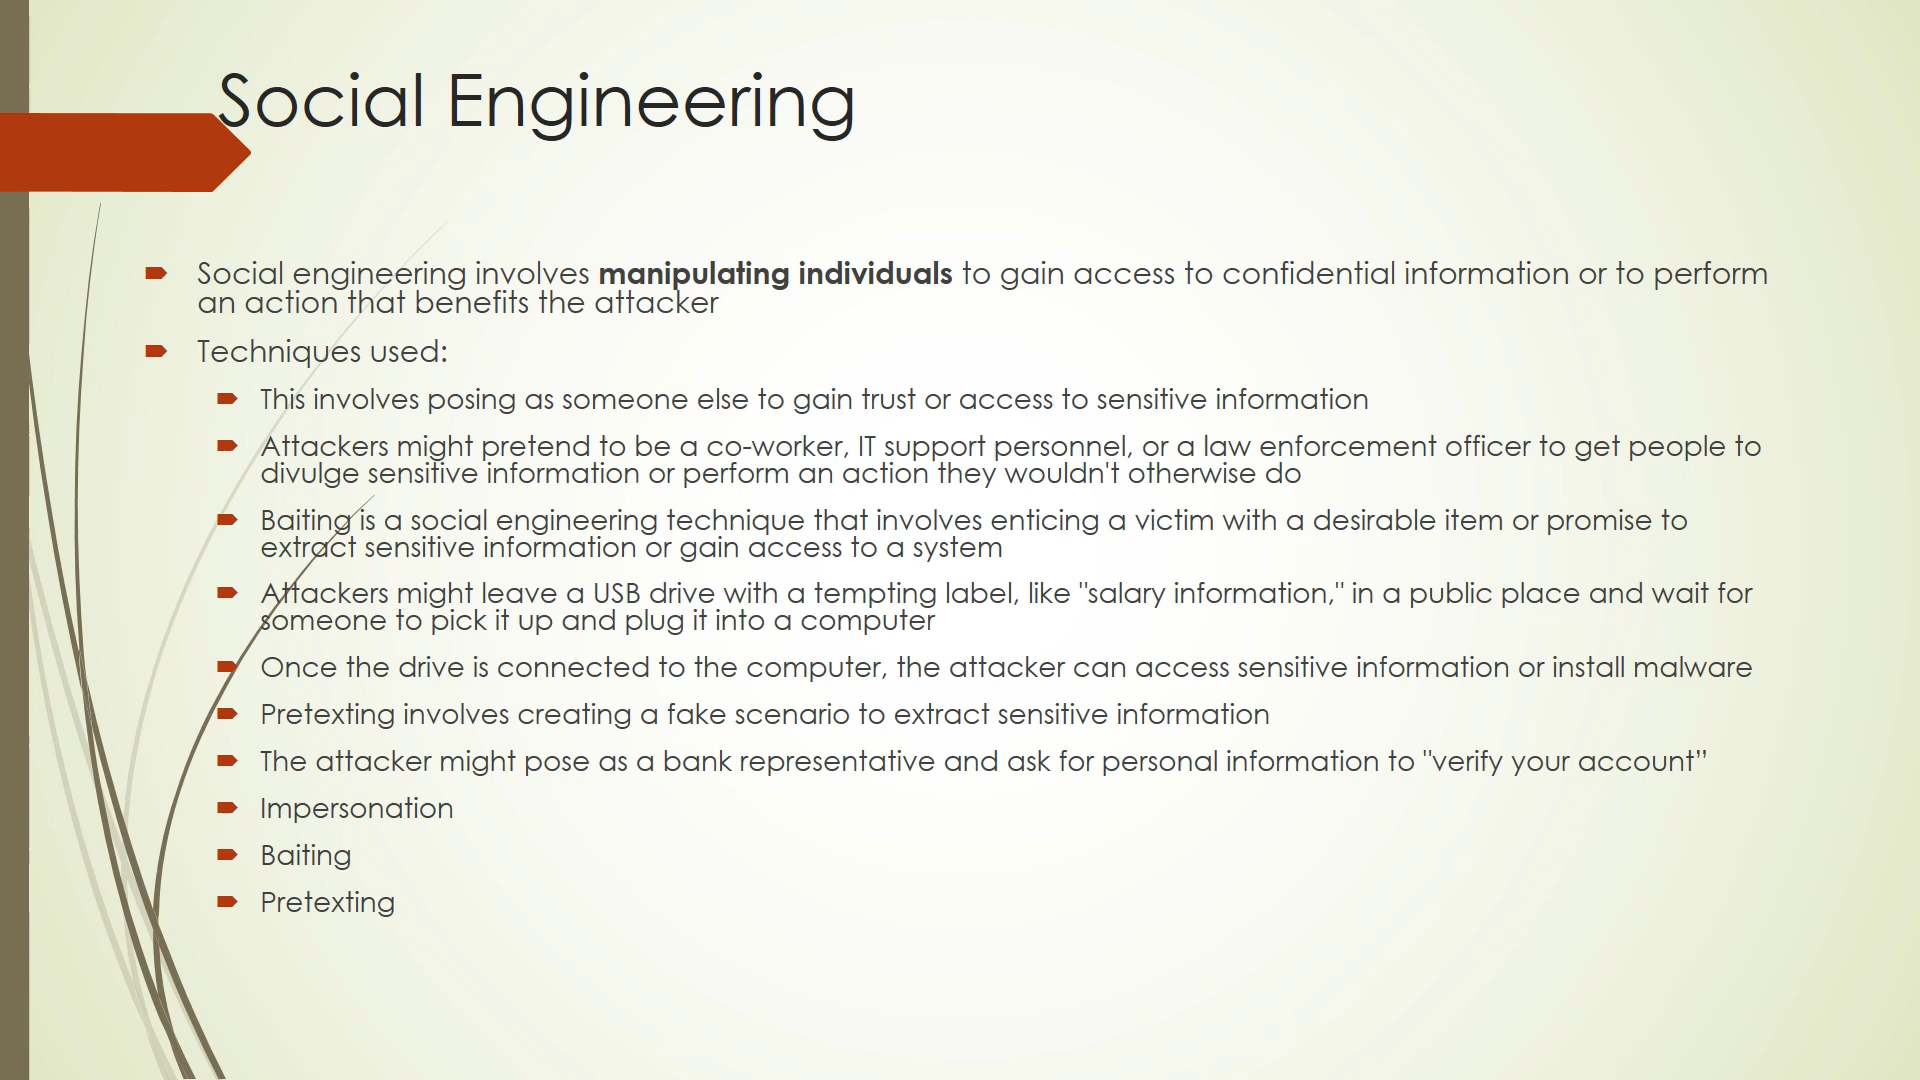 Social Engineering
Social engineering involves manipulating individuals to gain access to confidential information or to perform
an action that benefits the attacker
Techniques used:
This involves posing as someone else to gain trust or access to sensitive information
Attackers might pretend to be a co-worker, IT support personnel, or a law enforcement officer to get people to
divulge sensitive information or perform an action they wouldn't otherwise do
Baiting is a social engineering technique that involves enticing a victim with a desirable item or promise to
extract sensitive information or gain access to a system
Attackers might leave a USB drive with a tempting label, like "salary information," in a public place and wait for
someone to pick it up and plug it into a computer
Once the drive is connected to the computer, the attacker can access sensitive information or install malware
Pretexting involves creating a fake scenario to extract sensitive information
The attacker might pose as a bank representative and ask for personal information to "verify your account”
Impersonation
Baiting
Pretexting